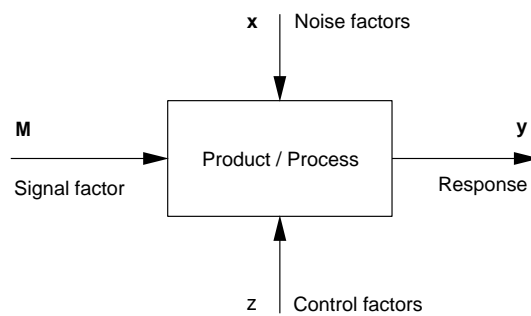 x Noise factors
M
y
Product / Process
Signal factor
Response
z Control factors